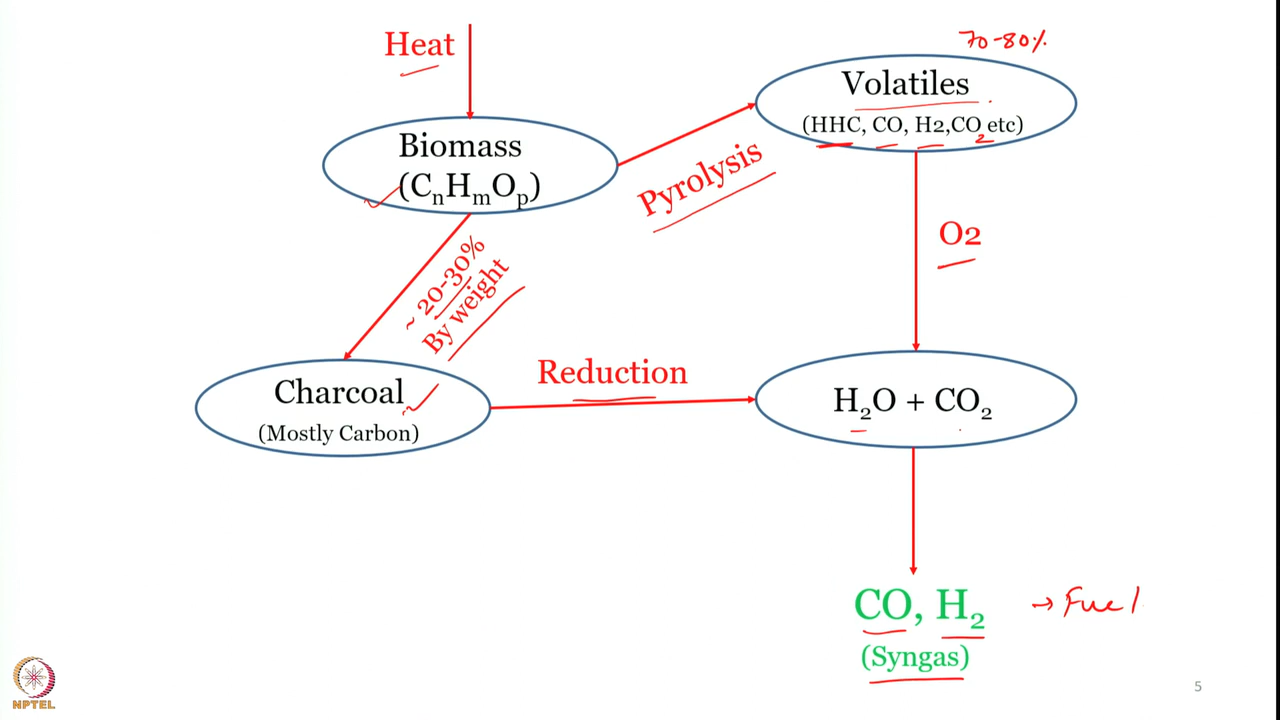 Heat
70-80%
Volatiles
(HHC, CO, H2,CO2 etc)
Biomass
(CnHmOp)
Pyrolysis
O2
~ 20-30%
By weight
Charcoal
(Mostly Carbon)
Reduction
H2O + CO2
CO, H2
(Syngas)
→ Fuel
NPTEL
5